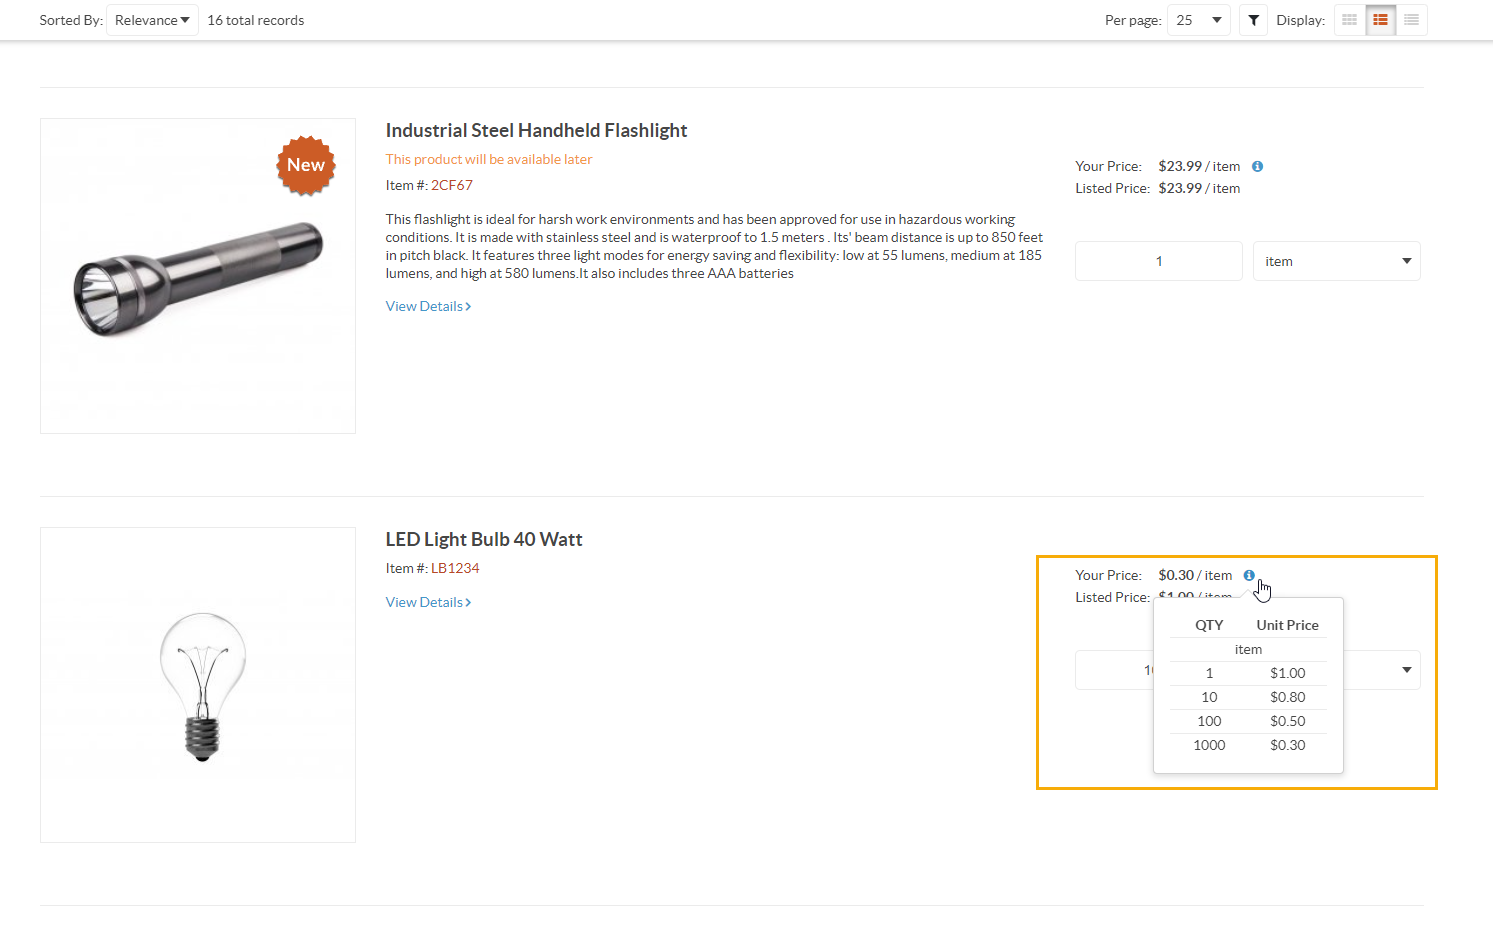 Sorted By: Relevance 16 total records Per page: 25 Display:
New
Industrial Steel Handheld Flashlight
This product will be available later
Item #: 2CF67
This flashlight is ideal for harsh work environments and has been approved for use in hazardous working
conditions. It is made with stainless steel and is waterproof to 1.5 meters . Its' beam distance is up to 850 feet
in pitch black. It features three light modes for energy saving and flexibility: low at 55 lumens, medium at 185
lumens, and high at 580 lumens.It also includes three AAA batteries
View Details
Your Price: $23.99 / item
Listed Price: $23.99 / item
1 item
LED Light Bulb 40 Watt
Item #: LB1234
View Details
Your Price: $0.30 / item
Listed Price: $1.00 / item
QTY Unit Price
item
1 $1.00
10 $0.80
100 $0.50
1000 $0.30